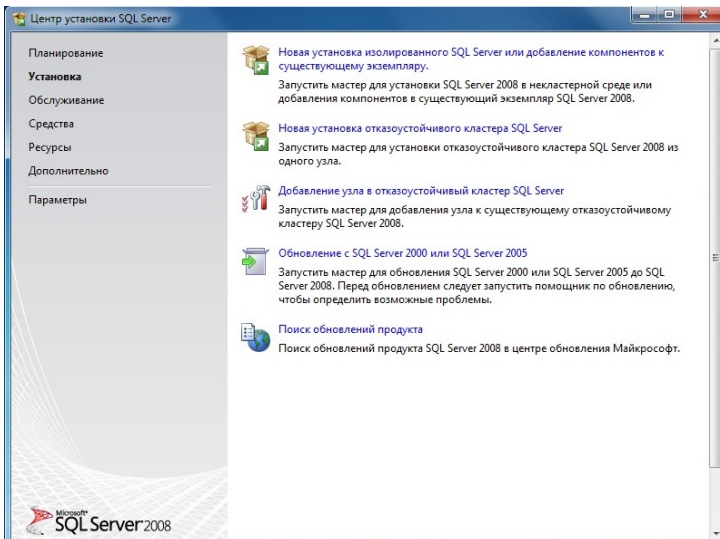 Центр установки SQL Server
Планирование
Установка
Обслуживание
Средства
Ресурсы
Дополнительно
Параметры
Новая установка изолированного SQL Server или добавление компонентов к
существующему экземпляру.
Запустить мастер для установки SQL Server 2008 в некластерной среде или
добавления компонентов в существующий экземпляр SQL Server 2008.
Новая установка отказоустойчивого кластера SQL Server
Запустить мастер для установки отказоустойчивого кластера SQL Server 2008 из
одного узла.
Добавление узла в отказоустойчивый кластер SQL Server
Запустить мастер для добавления узла к существующему отказоустойчивому
кластеру SQL Server 2008.
Обновление с SQL Server 2000 или SQL Server 2005
Запустить мастер для обновления SQL Server 2000 или SQL Server 2005 до SQL
Server 2008. Перед обновлением следует запустить помощник по обновлению,
чтобы определить возможные проблемы.
Поиск обновлений продукта
Поиск обновлений продукта SQL Server 2008 в центре обновления Майкрософт.
Microsoft
SQL Server 2008